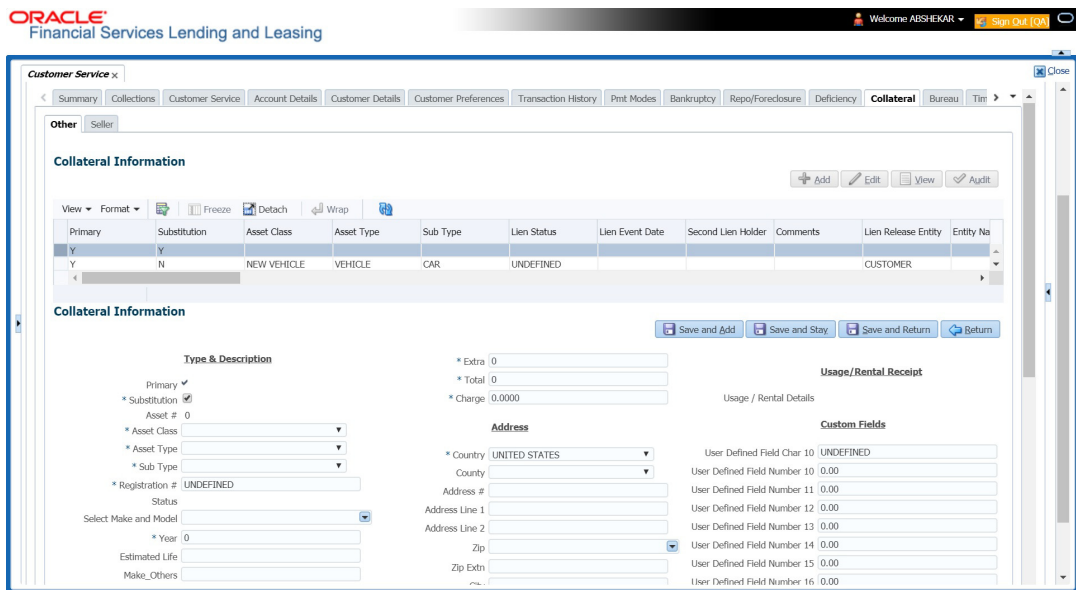 ORACLE
Financial Services Lending and Leasing
Welcome ABSHEKAR
Sign Out [QA]
Customer Service x
Close
Summary Collections Customer Service Account Details Customer Details Customer Preferences Transaction History Pmt Modes Bankruptcy Repo/Foreclosure Deficiency Collateral Bureau Tim
Other Seller
Collateral Information
Add Edit View Audit
View Format Freeze Detach Wrap
Primary Substitution Asset Class Asset Type Sub Type Lien Status Lien Event Date Second Lien Holder Comments Lien Release Entity Entity Na
Y Y
Y N NEW VEHICLE VEHICLE CAR UNDEFINED CUSTOMER
Collateral Information
Save and Add Save and Stay Save and Return Return
Type & Description
Primary
* Substitution
Asset # 0
* Asset Class
* Asset Type
* Sub Type
* Registration # UNDEFINED
Status
Select Make and Model
* Year 0
Estimated Life
Make_Others
* Extra 0
* Total 0
* Charge 0.0000
Address
* Country UNITED STATES
County
Address #
Address Line 1
Address Line 2
Zip
Zip Extn
City
Usage/Rental Receipt
Usage / Rental Details
Custom Fields
User Defined Field Char 10 UNDEFINED
User Defined Field Number 10 0.00
User Defined Field Number 11 0.00
User Defined Field Number 12 0.00
User Defined Field Number 13 0.00
User Defined Field Number 14 0.00
User Defined Field Number 15 0.00
User Defined Field Number 16 0.00